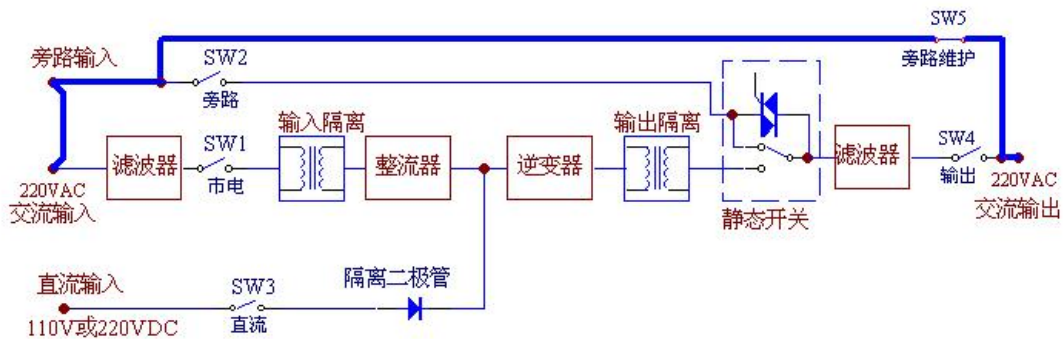 SW5
旁路输入
SW2
旁路维护
旁路
输入隔离
输出隔离
滤波器
SW1
整流器
逆变器
滤波器
SW4
220VAC
市电
输出
220VAC
交流输入
静态开关
交流输出
直流输入
SW3
隔离二极管
110V或220VDC
直流